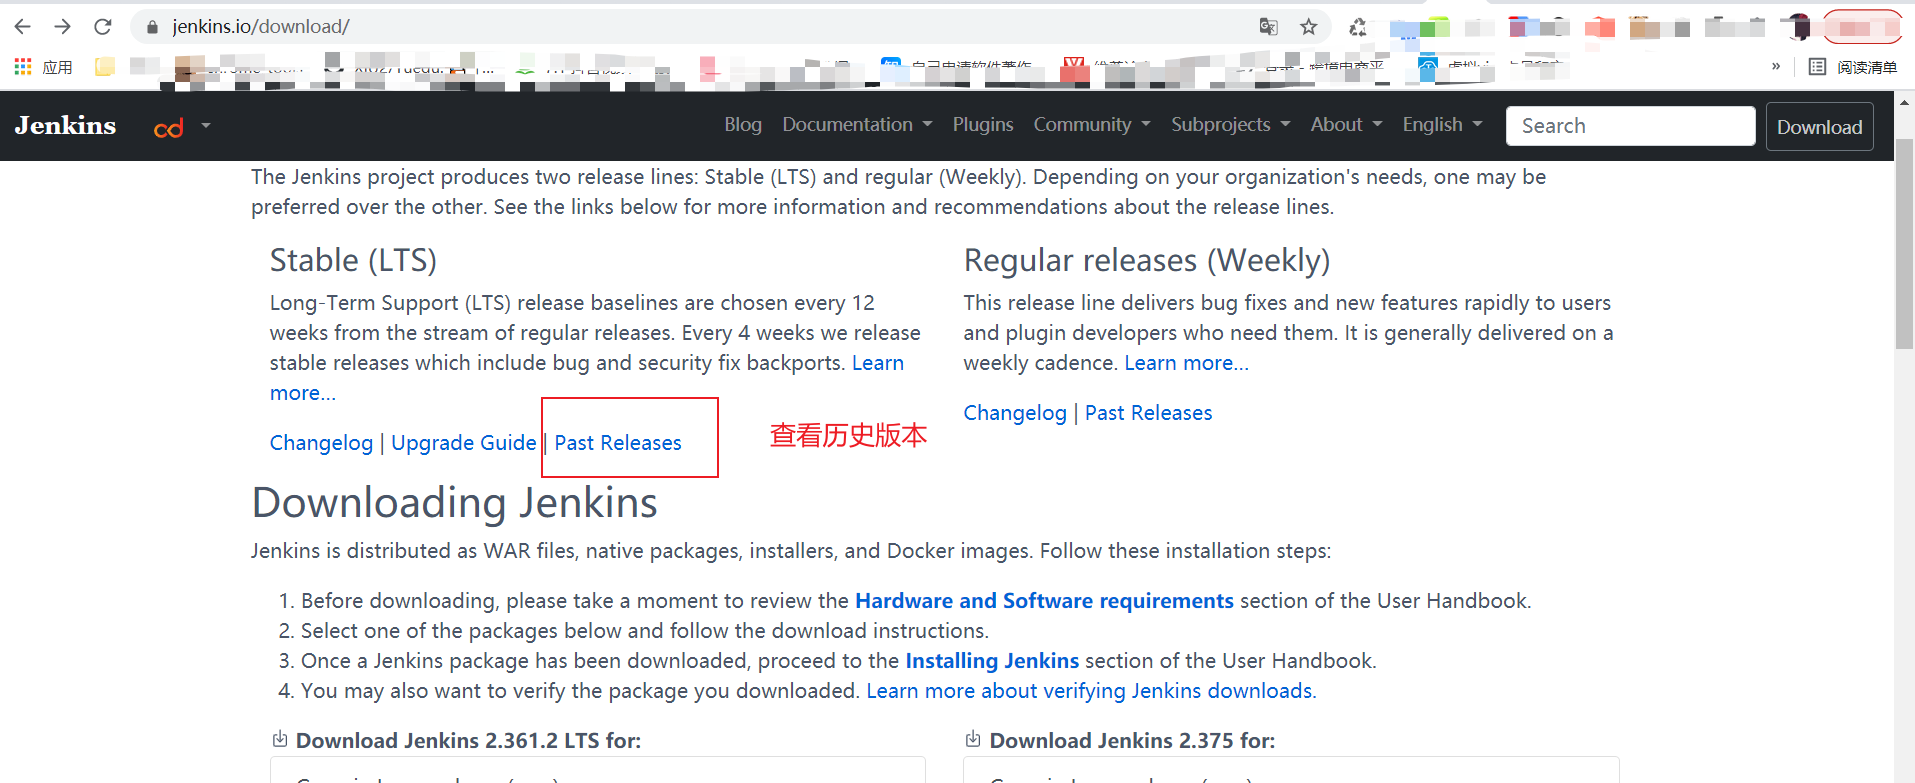 jenkins.io/download/
应用
自己申请软件著作
阅读清单
Jenkins cd Blog Documentation Plugins Community Subprojects About English Search Download
The Jenkins project produces two release lines: Stable (LTS) and regular (Weekly). Depending on your organization's needs, one may
preferred over the other. See the links below for more information and recommendations about the release lines.
Stable (LTS)
Long-Term Support (LTS) release baselines are chosen every 12
weeks from the stream of regular releases. Every 4 weeks we release
stable releases which include bug and security fix backports. Learn
more...
Changelog | Upgrade Guide | Past Releases
查看历史版本
Regular releases (Weekly)
This release line delivers bug fixes and new features rapidly to users
and plugin developers who need them. It is generally delivered on a
weekly cadence. Learn more...
Changelog | Past Releases
Downloading Jenkins
Jenkins is distributed as WAR files, native packages, installers, and Docker images. Follow these installation steps:
1. Before downloading, please take a moment to review the Hardware and Software requirements section of the User Handbook.
2. Select one of the packages below and follow the download instructions.
3. Once a Jenkins package has been downloaded, proceed to the Installing Jenkins section of the User Handbook.
4. You may also want to verify the package you downloaded. Learn more about verifying Jenkins downloads.
Download Jenkins 2.361.2 LTS for:
Download Jenkins 2.375 for: